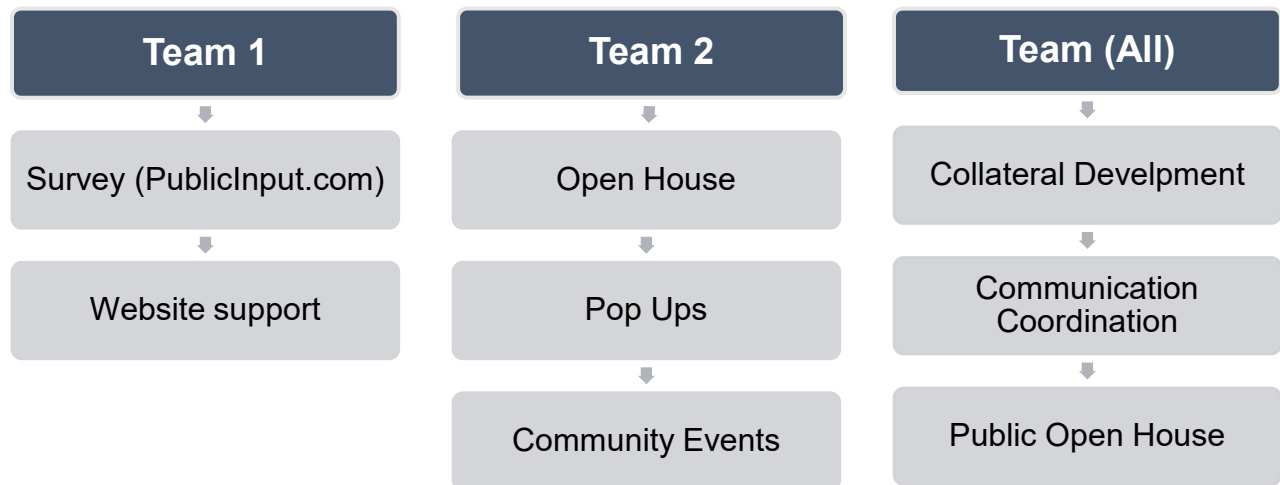 Team 1
Survey (PublicInput.com)
Website support
Team 2
Open House
Pop Ups
Community Events
Team (All)
Collateral Develpment
Communication
Coordination
Public Open House